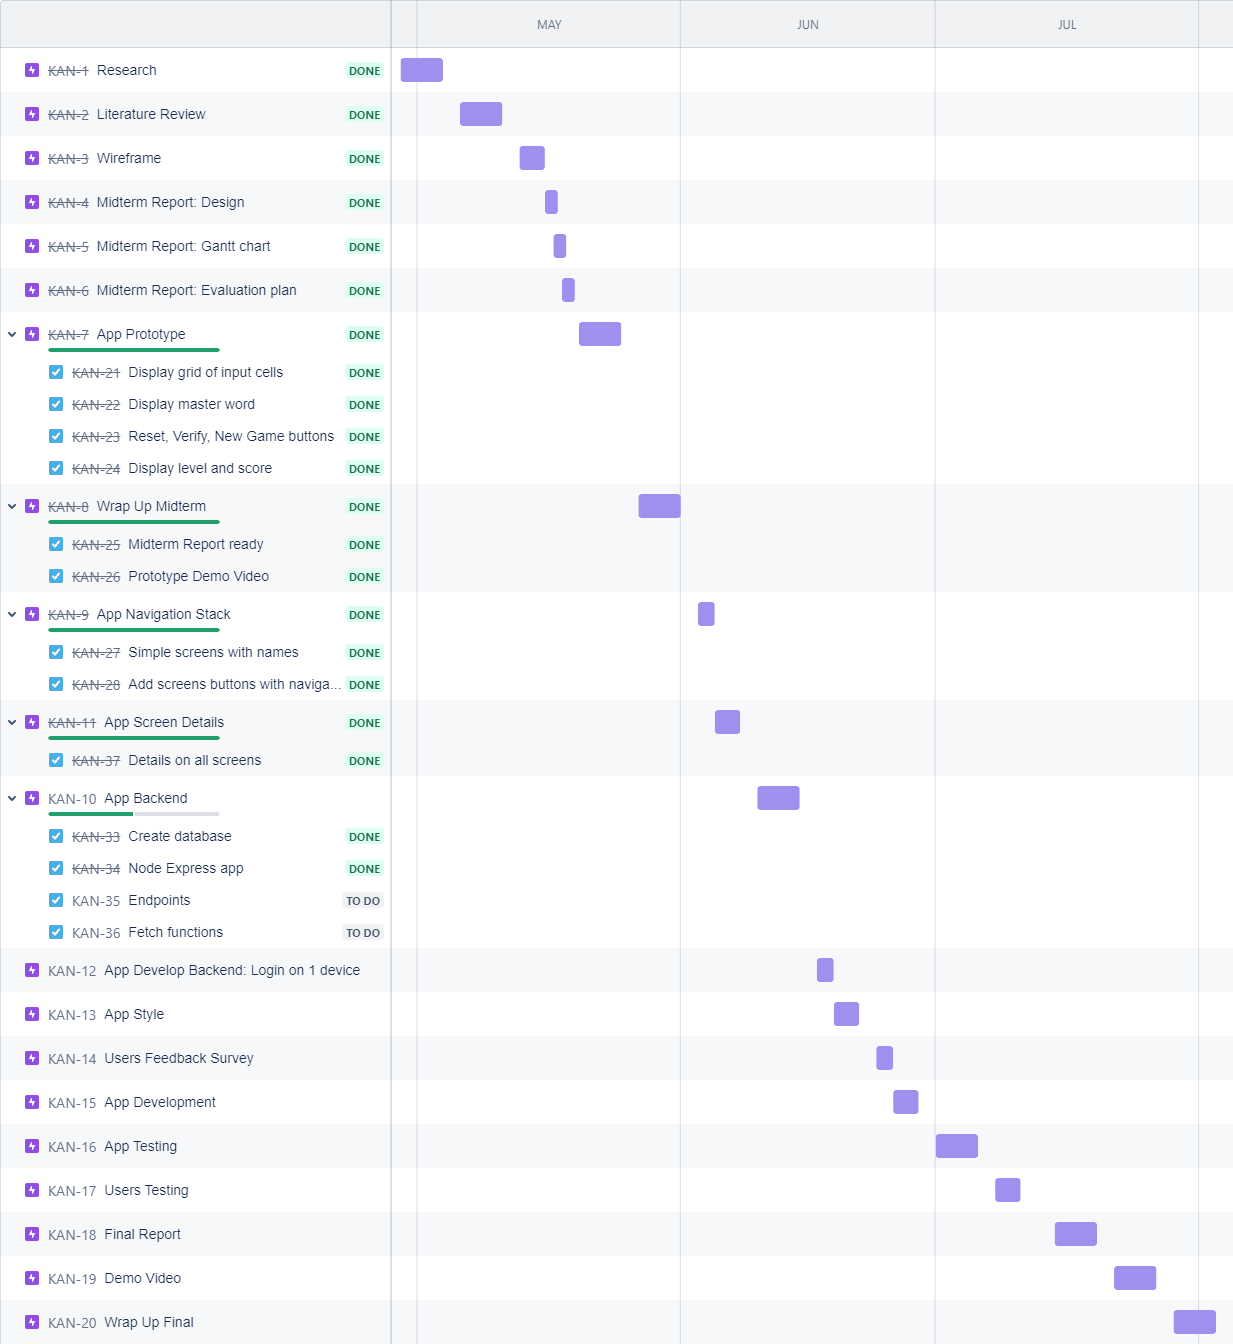 MAY JUN JUL
KAN-1 Research DONE
KAN-2 Literature Review DONE
KAN-3 Wireframe DONE
KAN-4 Midterm Report: Design DONE
KAN-5 Midterm Report: Gantt chart DONE
KAN-6 Midterm Report: Evaluation plan DONE
KAN-7 App Prototype DONE
KAN-21 Display grid of input cells DONE
KAN-22 Display master word DONE
KAN-23 Reset, Verify, New Game buttons DONE
KAN-24 Display level and score DONE
KAN-8 Wrap Up Midterm DONE
KAN-25 Midterm Report ready DONE
KAN-26 Prototype Demo Video DONE
KAN-9 App Navigation Stack DONE
KAN-27 Simple screens with names DONE
KAN-28 Add screens buttons with naviga... DONE
KAN-11 App Screen Details DONE
KAN-37 Details on all screens DONE
KAN-10 App Backend
KAN-33 Create database DONE
KAN-34 Node Express app DONE
KAN-35 Endpoints TO DO
KAN-36 Fetch functions TO DO
KAN-12 App Develop Backend: Login on 1 device
KAN-13 App Style
KAN-14 Users Feedback Survey
KAN-15 App Development
KAN-16 App Testing
KAN-17 Users Testing
KAN-18 Final Report
KAN-19 Demo Video
KAN-20 Wrap Up Final